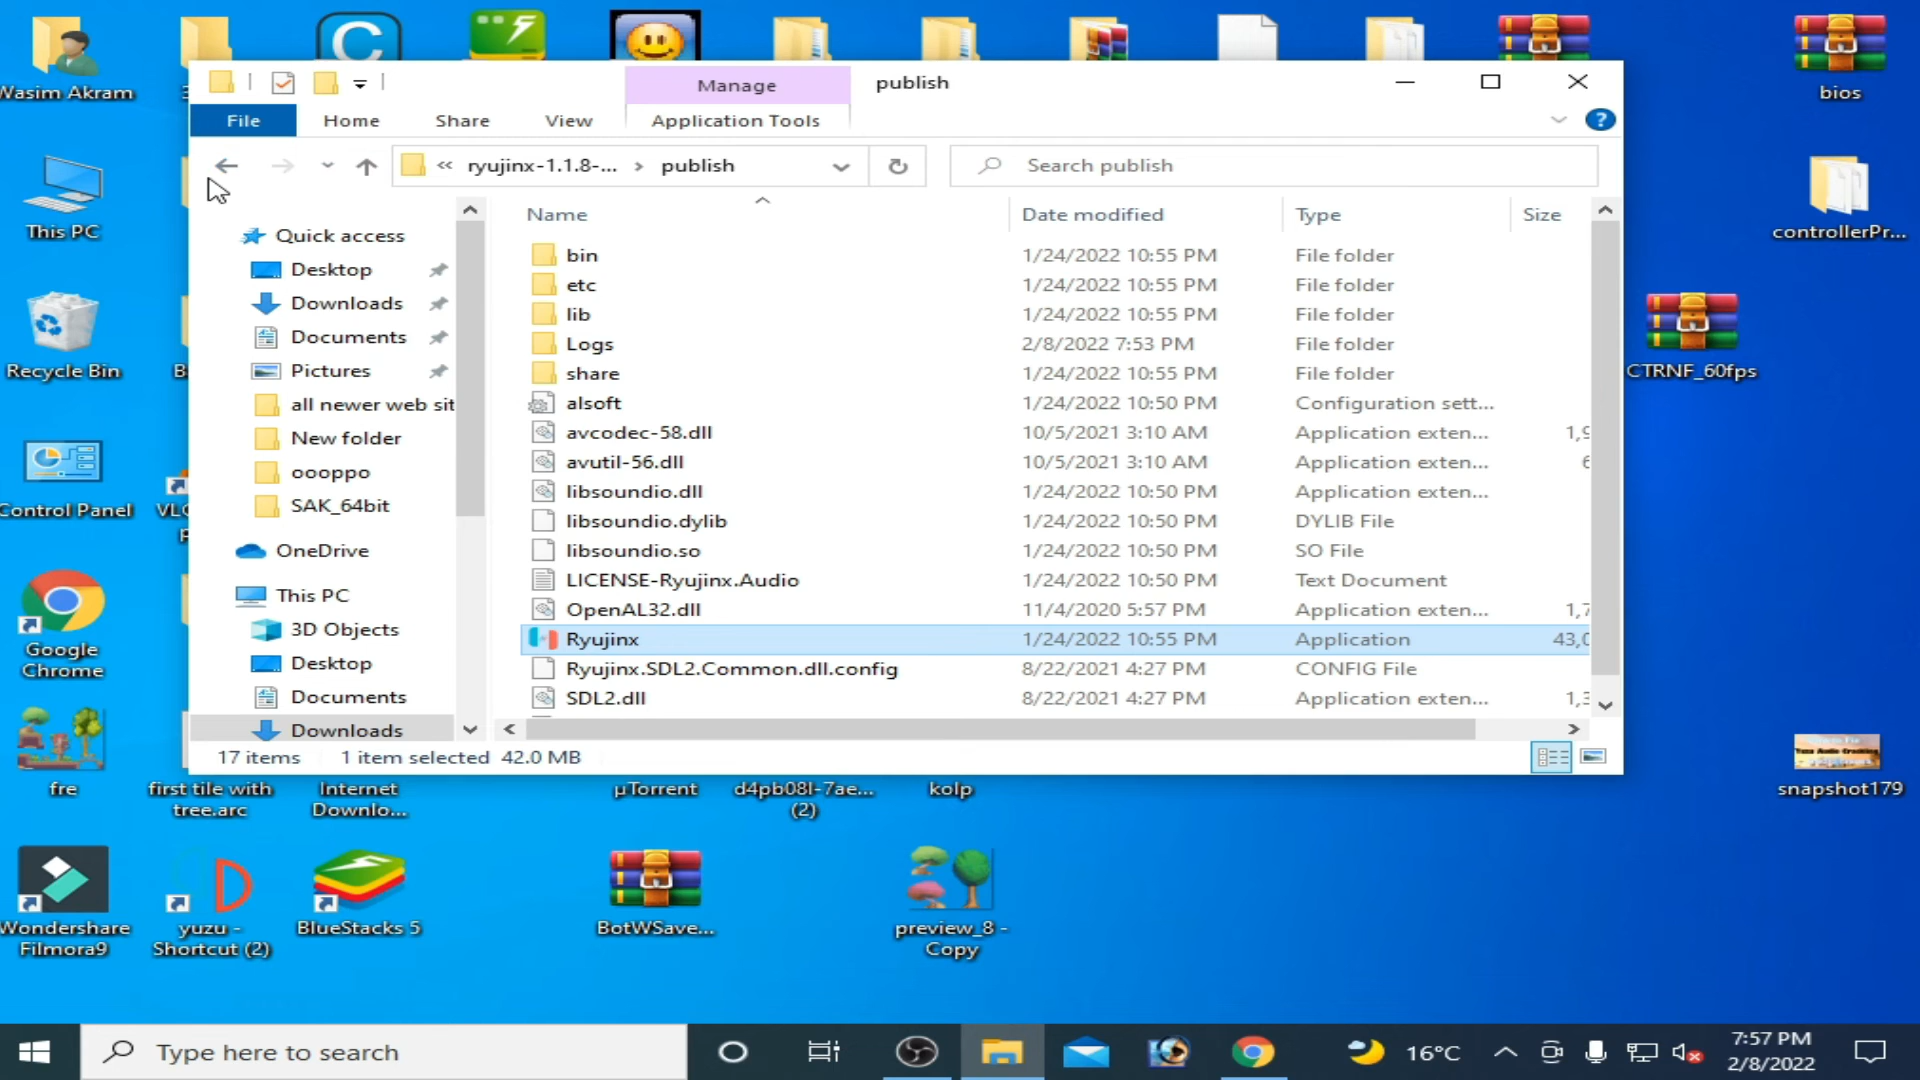 Manage
publish
File
Home
Share
View
Application Tools
ryujinx-1.1.8-...
publish
Search publish
Name
Date modified
Type
Size
bin 1/24/2022 10:55 PM File folder
etc 1/24/2022 10:55 PM File folder
lib 1/24/2022 10:55 PM File folder
Logs 2/8/2022 7:53 PM File folder
share 1/24/2022 10:55 PM File folder
alsoft 1/24/2022 10:50 PM Configuration sett...
avcodec-58.dll 10/5/2021 3:10 AM Application exten...
avutil-56.dll 10/5/2021 3:10 AM Application exten...
libsoundio.dll 1/24/2022 10:50 PM Application exten...
libsoundio.dylib 1/24/2022 10:50 PM DYLIB File
libsoundio.so 1/24/2022 10:50 PM SO File
LICENSE-Ryujinx.Audio 1/24/2022 10:50 PM Text Document
OpenAL32.dll 11/4/2020 5:57 PM Application exten...
Ryujinx 1/24/2022 10:55 PM Application
Ryujinx.SDL2.Common.dll.config 8/22/2021 4:27 PM CONFIG File
SDL2.dll 8/22/2021 4:27 PM Application exten...
Quick access
Desktop
Downloads
Documents
Pictures
all newer web sit
New folder
oooppo
SAK_64bit
OneDrive
This PC
3D Objects
Desktop
Documents
Downloads
17 items
1 item selected 42.0 MB
Wasim Akram
This PC
Recycle Bin
Control Panel
Google
Chrome
fre
first tile with
tree.arc
Internet
Downlo...
µTorrent
d4pb08l-7ae...
(2)
kolp
Wondershare
Filmora9
yuzu -
Shortcut (2)
BlueStacks 5
BotWSave...
preview_8 -
Copy
bios
controllerPr...
CTRNF_60fps
snapshot179
Type here to search
16°C
7:57 PM
2/8/2022